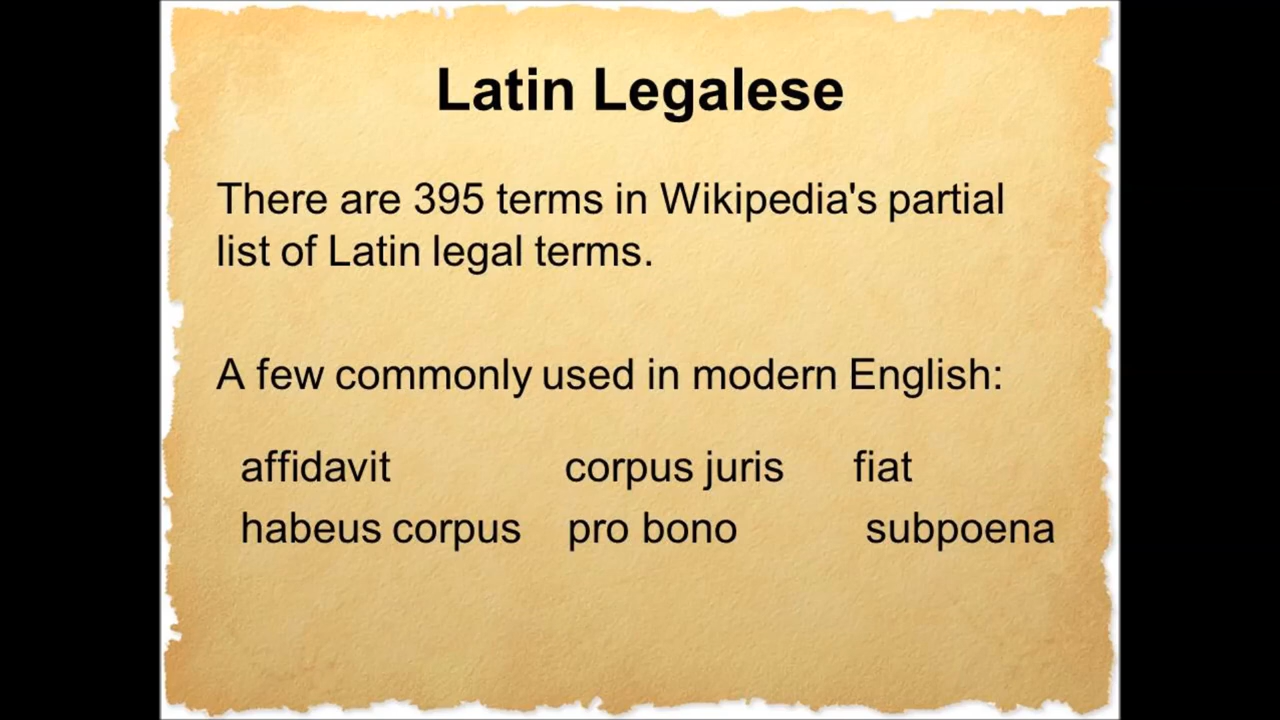 Latin Legalese
There are 395 terms in Wikipedia's partial
list of Latin legal terms.
A few commonly used in modern English:
affidavit corpus juris fiat
habeus corpus pro bono subpoena